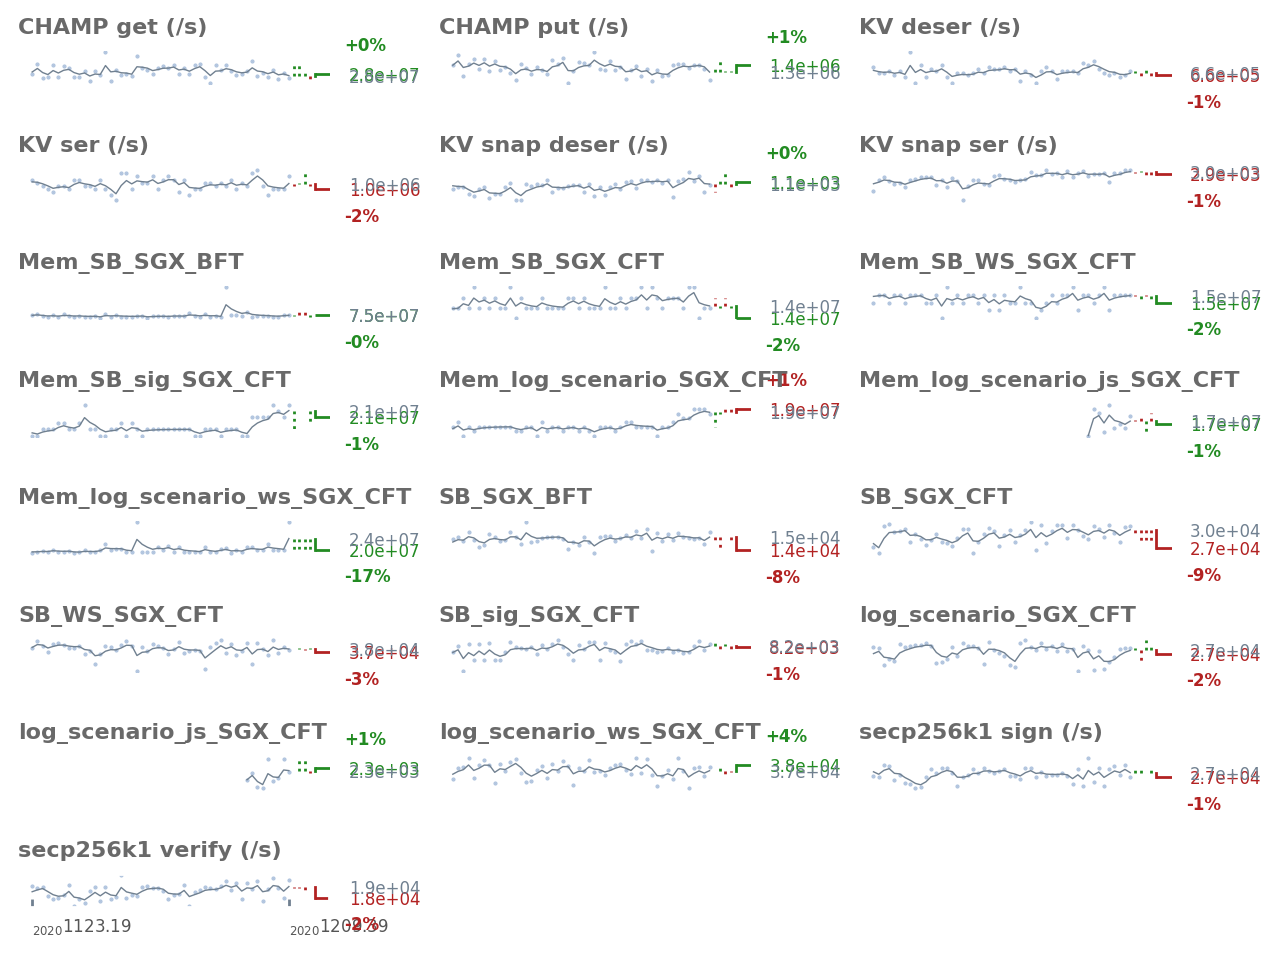 CHAMP get (/s)
+0%
2.8e+07
2.8e+07
CHAMP put (/s)
+1%
1.4e+06
1.3e+06
KV deser (/s)
6.6e+05
6.6e+05
-1%
KV ser (/s)
1.0e+06
1.0e+06
-2%
KV snap deser (/s)
+0%
1.1e+03
1.1e+03
KV snap ser (/s)
2.9e+03
-1%
Mem_SB_SGX_BFT
7.5e+07
-0%
Mem_SB_SGX_CFT
1.4e+07
1.4e+07
-2%
Mem_SB_WS_SGX_CFT
1.5e+07
1.5e+07
-2%
Mem_SB_sig_SGX_CFT
2.1e+07
2.1e+07
-1%
Mem_log_scenario_SGX_CFT
+1%
1.9e+07
1.9e+07
Mem_log_scenario_js_SGX_CFT
1.7e+07
1.7e+07
-1%
Mem_log_scenario_ws_SGX_CFT
2.4e+07
2.0e+07
-17%
SB_SGX_BFT
1.5e+04
1.4e+04
-8%
SB_SGX_CFT
3.0e+04
2.7e+04
-9%
SB_WS_SGX_CFT
3.8e+04
3.7e+04
-3%
SB_sig_SGX_CFT
8.2e+03
8.2e+03
-1%
log_scenario_SGX_CFT
2.7e+04
2.7e+04
-2%
log_scenario_js_SGX_CFT
+1%
2.3e+03
2.3e+03
log_scenario_ws_SGX_CFT
+4%
3.8e+04
3.7e+04
secp256k1 sign (/s)
2.7e+04
2.7e+04
-1%
secp256k1 verify (/s)
1.9e+04
1.8e+04
-2%
2020 1123.19
2020